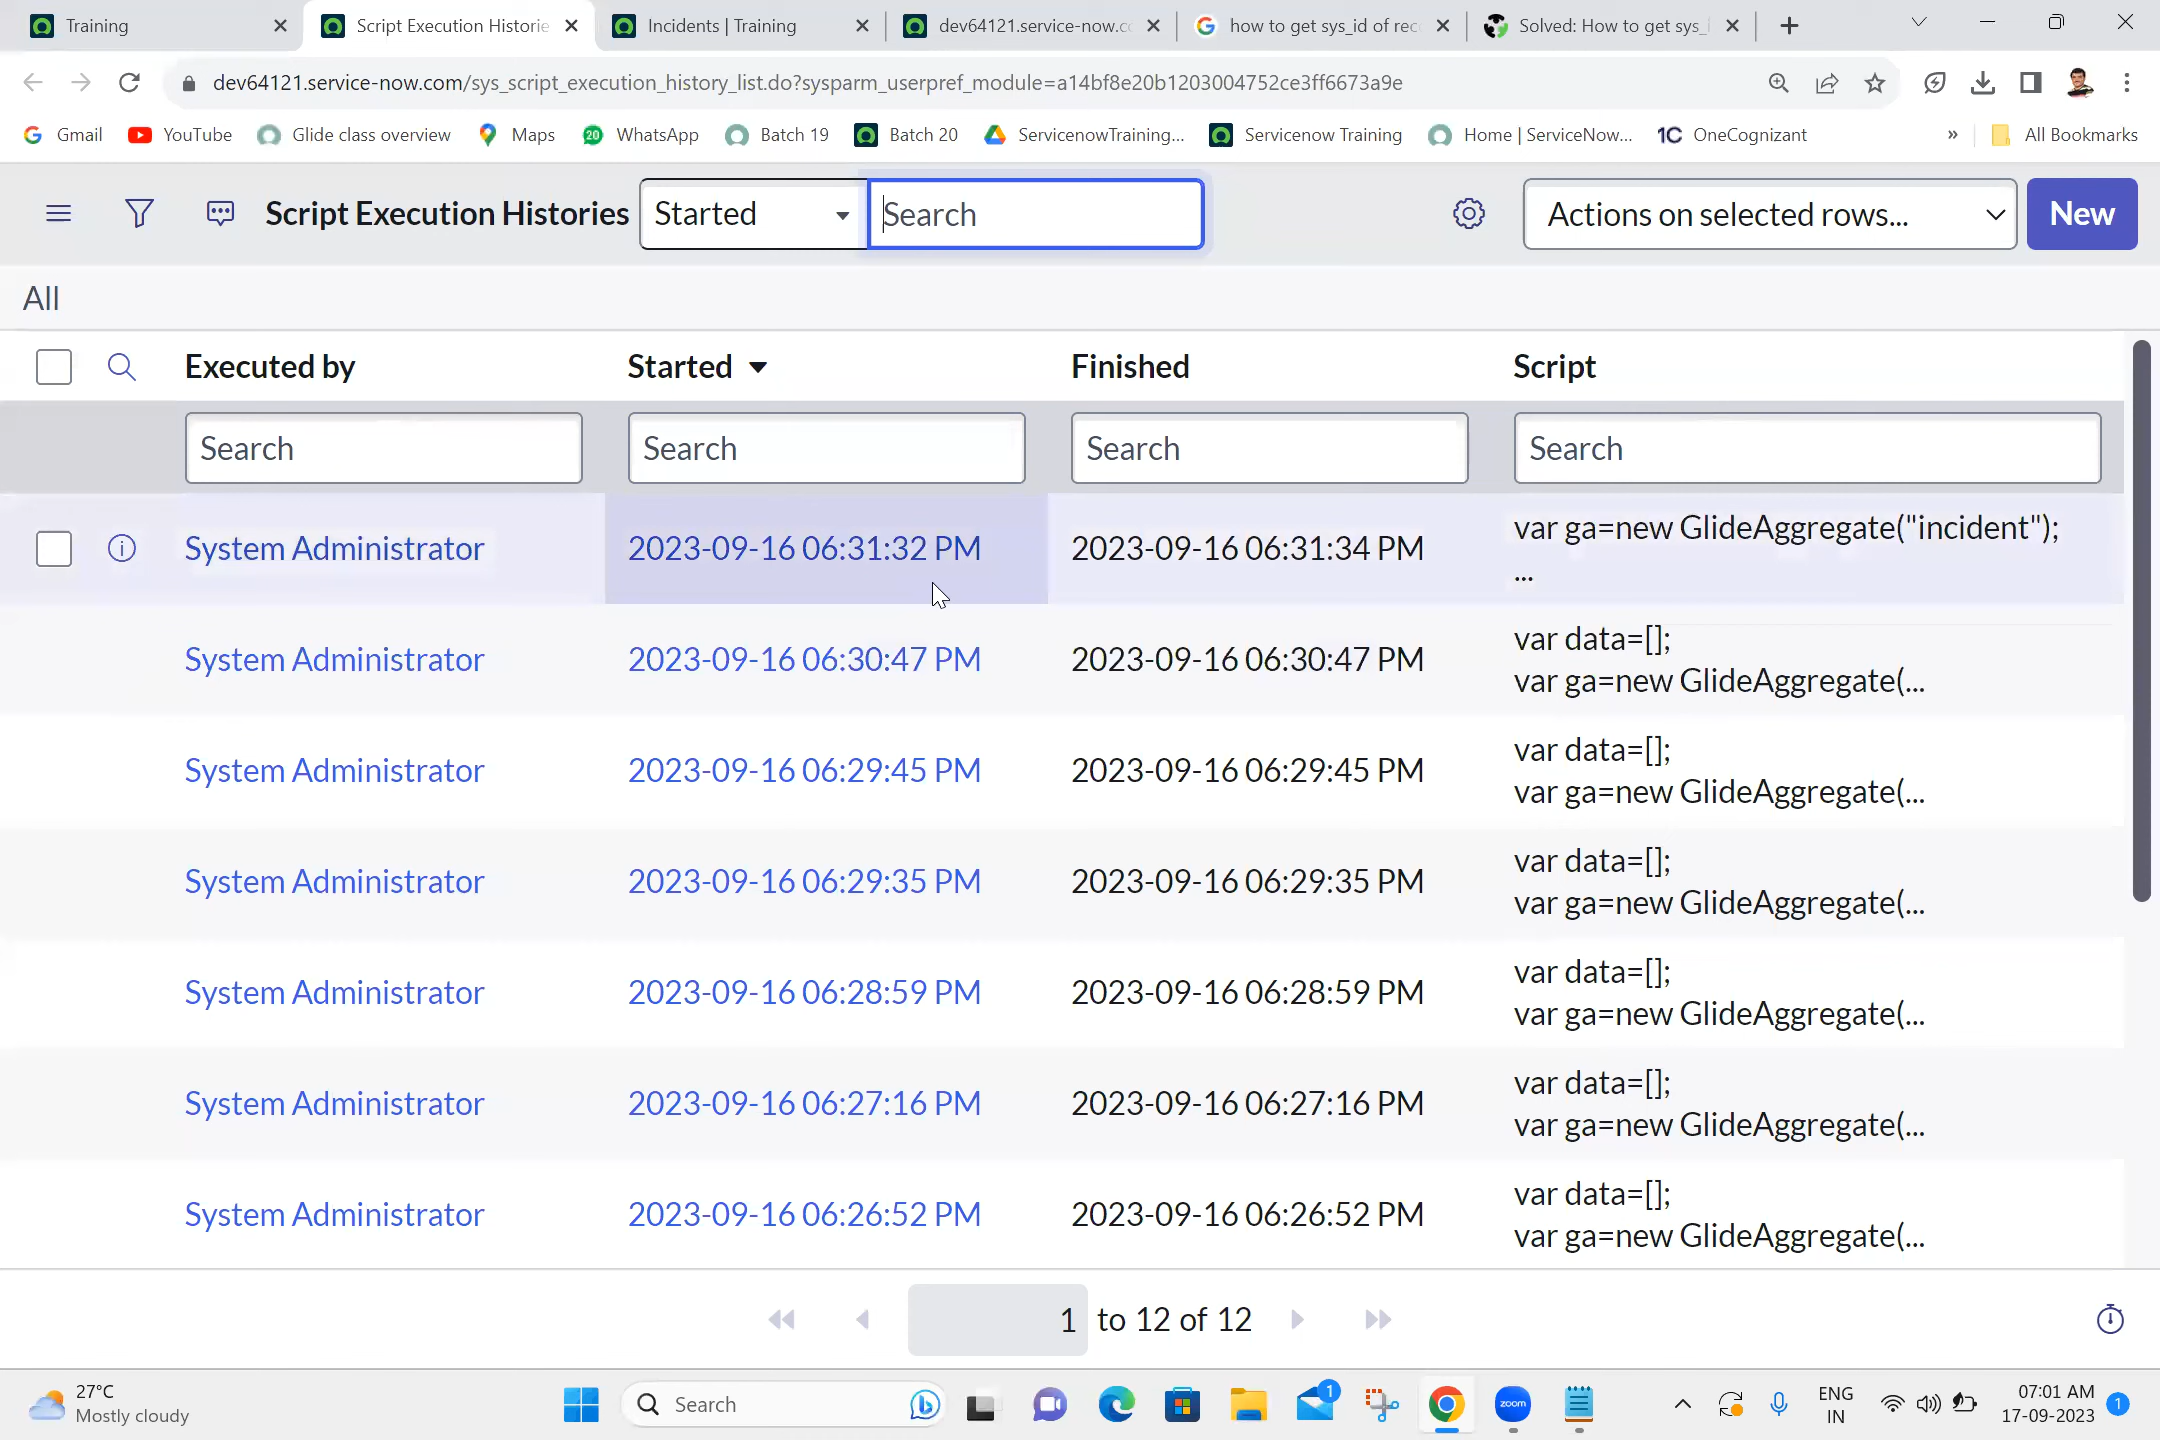 Training
Script Execution Historie
Incidents | Training
dev64121.service-now.cc
how to get sys_id of rec
Solved: How to get sys_i
dev64121.service-now.com/sys_script_execution_history_list.do?sysparm_userpref_module=a14bf8e20b1203004752ce3ff6673a9e
Gmail
YouTube
Glide class overview
Maps
20
WhatsApp
Batch 19
Batch 20
ServicenowTraining...
Servicenow Training
Home | ServiceNow...
1C OneCognizant
»
All Bookmarks
Script Execution Histories
Started
Search
Actions on selected rows...
New
All
Executed by
Started
Finished
Script
Search
Search
Search
Search
System Administrator
2023-09-16 06:31:32 PM
2023-09-16 06:31:34 PM
var ga=new GlideAggregate("incident");
...
System Administrator
2023-09-16 06:30:47 PM
2023-09-16 06:30:47 PM
var data=[];
var ga=new GlideAggregate(...
System Administrator
2023-09-16 06:29:45 PM
2023-09-16 06:29:45 PM
var data=[];
var ga=new GlideAggregate(...
System Administrator
2023-09-16 06:29:35 PM
2023-09-16 06:29:35 PM
var data=[];
var ga=new GlideAggregate(...
System Administrator
2023-09-16 06:28:59 PM
2023-09-16 06:28:59 PM
var data=[];
var ga=new GlideAggregate(...
System Administrator
2023-09-16 06:27:16 PM
2023-09-16 06:27:16 PM
var data=[];
var ga=new GlideAggregate(...
System Administrator
2023-09-16 06:26:52 PM
2023-09-16 06:26:52 PM
var data=[];
var ga=new GlideAggregate(...
1 to 12 of 12
27°C
Mostly cloudy
Search
1
zoom
ENG
IN
07:01 AM
17-09-2023
1